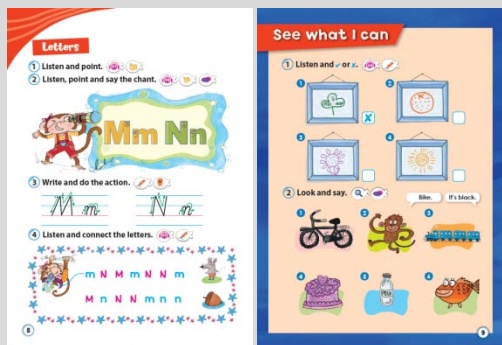 Letters
1 Listen and point.
2 Listen, point and say the chant.
Mm Nn
3 Write and do the action.
M m N n
4 Listen and connect the letters.
m N M m N N m
M n N N m n n
8
See what I can
1 Listen and ✓ or x.
1
2
x
3
4
2 Look and say.
Bike.
It's black.
1
2
3
4
5
6
9